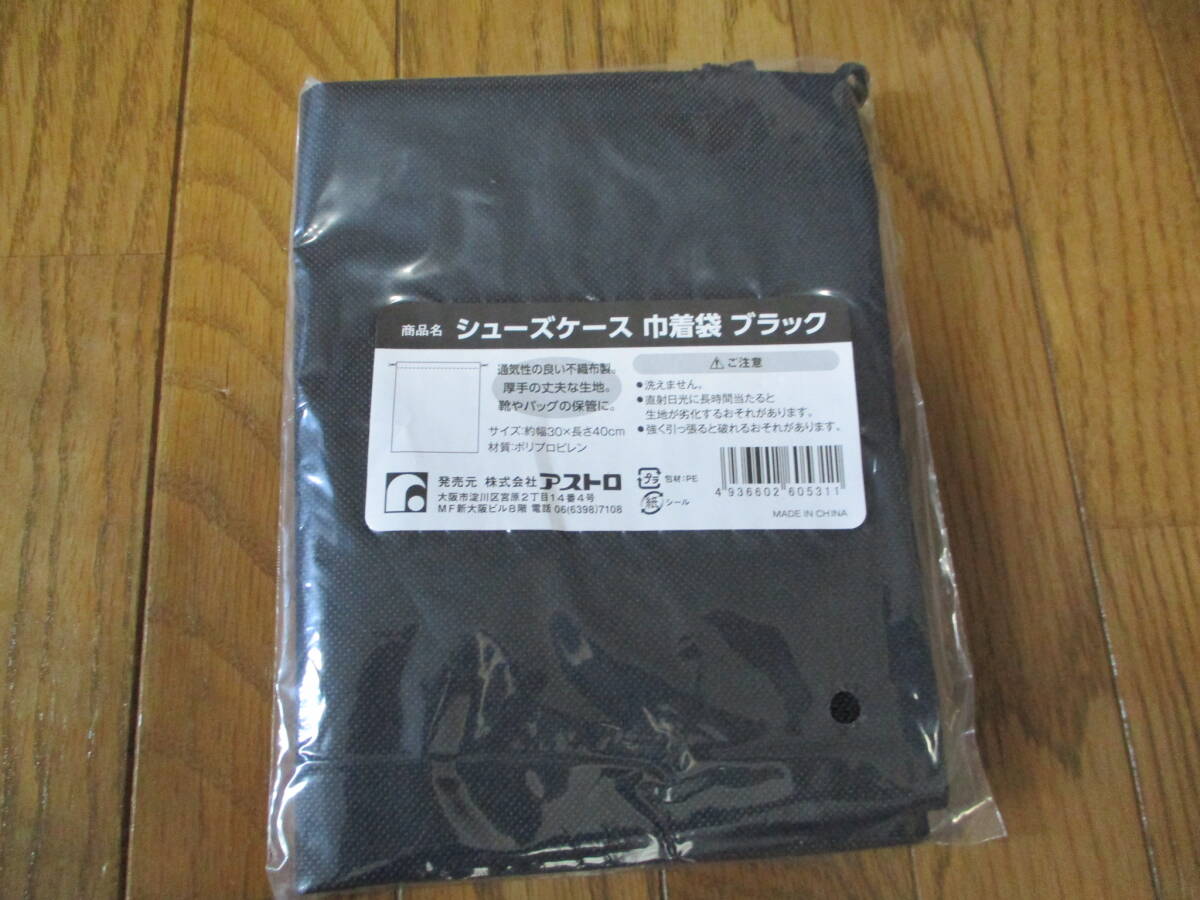 商品名 シューズケース 巾着袋 ブラック
通気性の良い不織布製。
厚手の丈夫な生地。
靴やバッグの保管に。
サイズ:約幅30×長さ40cm
材質:ポリプロピレン
⚠ご注意
●洗えません。
●直射日光に長時間当たると
生地が劣化するおそれがあります。
●強く引っ張ると破れるおそれがあります。
発売元 株式会社アストロ
大阪市淀川区宮原2丁目14番4号
MF新大阪ビル8階 電話 06(6398)7108
プラ 包材:PE
紙 シール
4936602605311
MADE IN CHINA